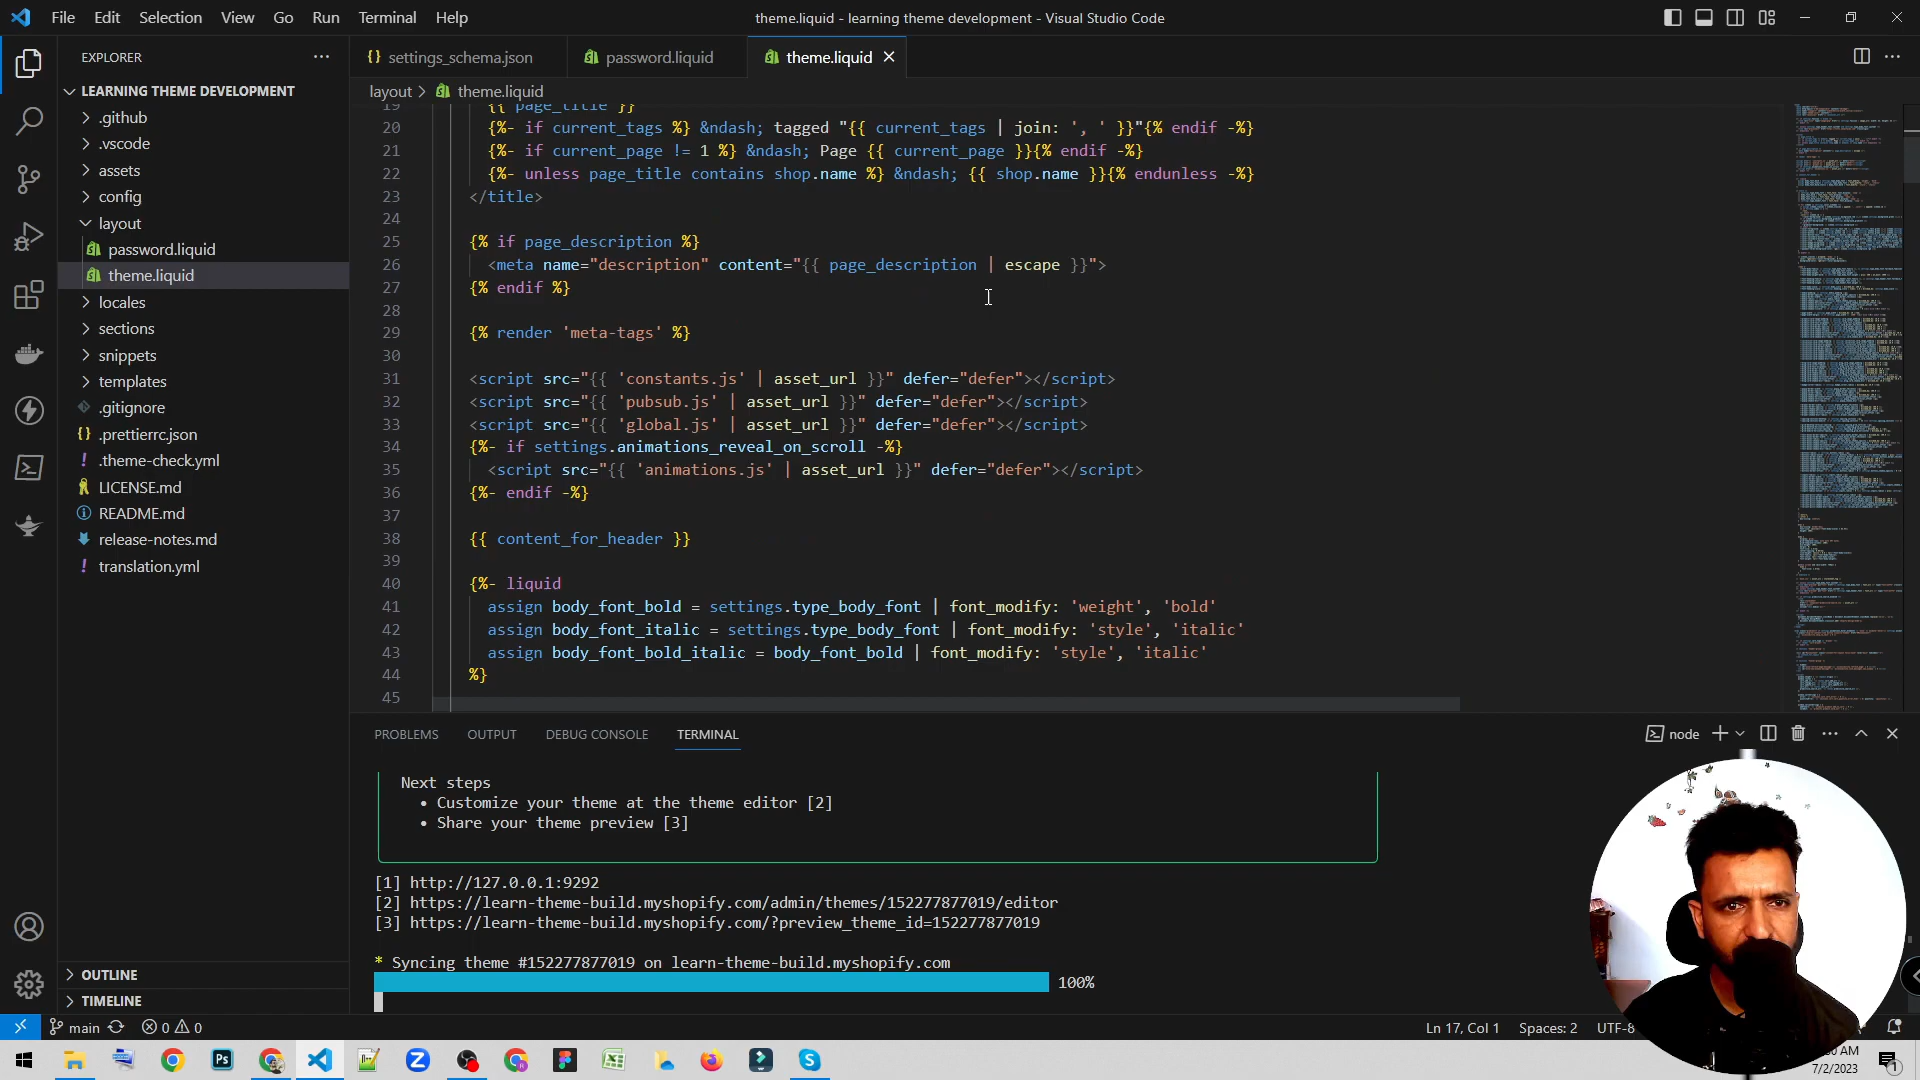 File Edit Selection View Go Run Terminal Help
theme.liquid - learning theme development - Visual Studio Code
EXPLORER
LEARNING THEME DEVELOPMENT
.github
.vscode
assets
config
layout
password.liquid
theme.liquid
locales
sections
snippets
templates
.gitignore
.prettierrc.json
.theme-check.yml
LICENSE.md
README.md
release-notes.md
translation.yml
OUTLINE
TIMELINE
settings_schema.json password.liquid theme.liquid
layout > theme.liquid
19 {{ page_title }}
20 {%- if current_tags %} &ndash; tagged "{{ current_tags | join: ', ' }}"{% endif -%}
21 {%- if current_page != 1 %} &ndash; Page {{ current_page }}{% endif -%}
22 {%- unless page_title contains shop.name %} &ndash; {{ shop.name }}{% endunless -%}
23 </title>
24
25 {% if page_description %}
26 <meta name="description" content="{{ page_description | escape }}">
27 {% endif %}
28
29 {% render 'meta-tags' %}
30
31 <script src="{{ 'constants.js' | asset_url }}" defer="defer"></script>
32 <script src="{{ 'pubsub.js' | asset_url }}" defer="defer"></script>
33 <script src="{{ 'global.js' | asset_url }}" defer="defer"></script>
34 {%- if settings.animations_reveal_on_scroll -%}
35 <script src="{{ 'animations.js' | asset_url }}" defer="defer"></script>
36 {%- endif -%}
37
38 {{ content_for_header }}
39
40 {%- liquid
41 assign body_font_bold = settings.type_body_font | font_modify: 'weight', 'bold'
42 assign body_font_italic = settings.type_body_font | font_modify: 'style', 'italic'
43 assign body_font_bold_italic = body_font_bold | font_modify: 'style', 'italic'
44 %}
45
PROBLEMS OUTPUT DEBUG CONSOLE TERMINAL
node
Next steps
• Customize your theme at the theme editor [2]
• Share your theme preview [3]
[1] http://127.0.0.1:9292
[2] https://learn-theme-build.myshopify.com/admin/themes/152277877019/editor
[3] https://learn-theme-build.myshopify.com/?preview_theme_id=152277877019
* Syncing theme #152277877019 on learn-theme-build.myshopify.com
100%
main 0 0
Ln 17, Col 1 Spaces: 2 UTF-8
Ps
AM
7/2/2023
1